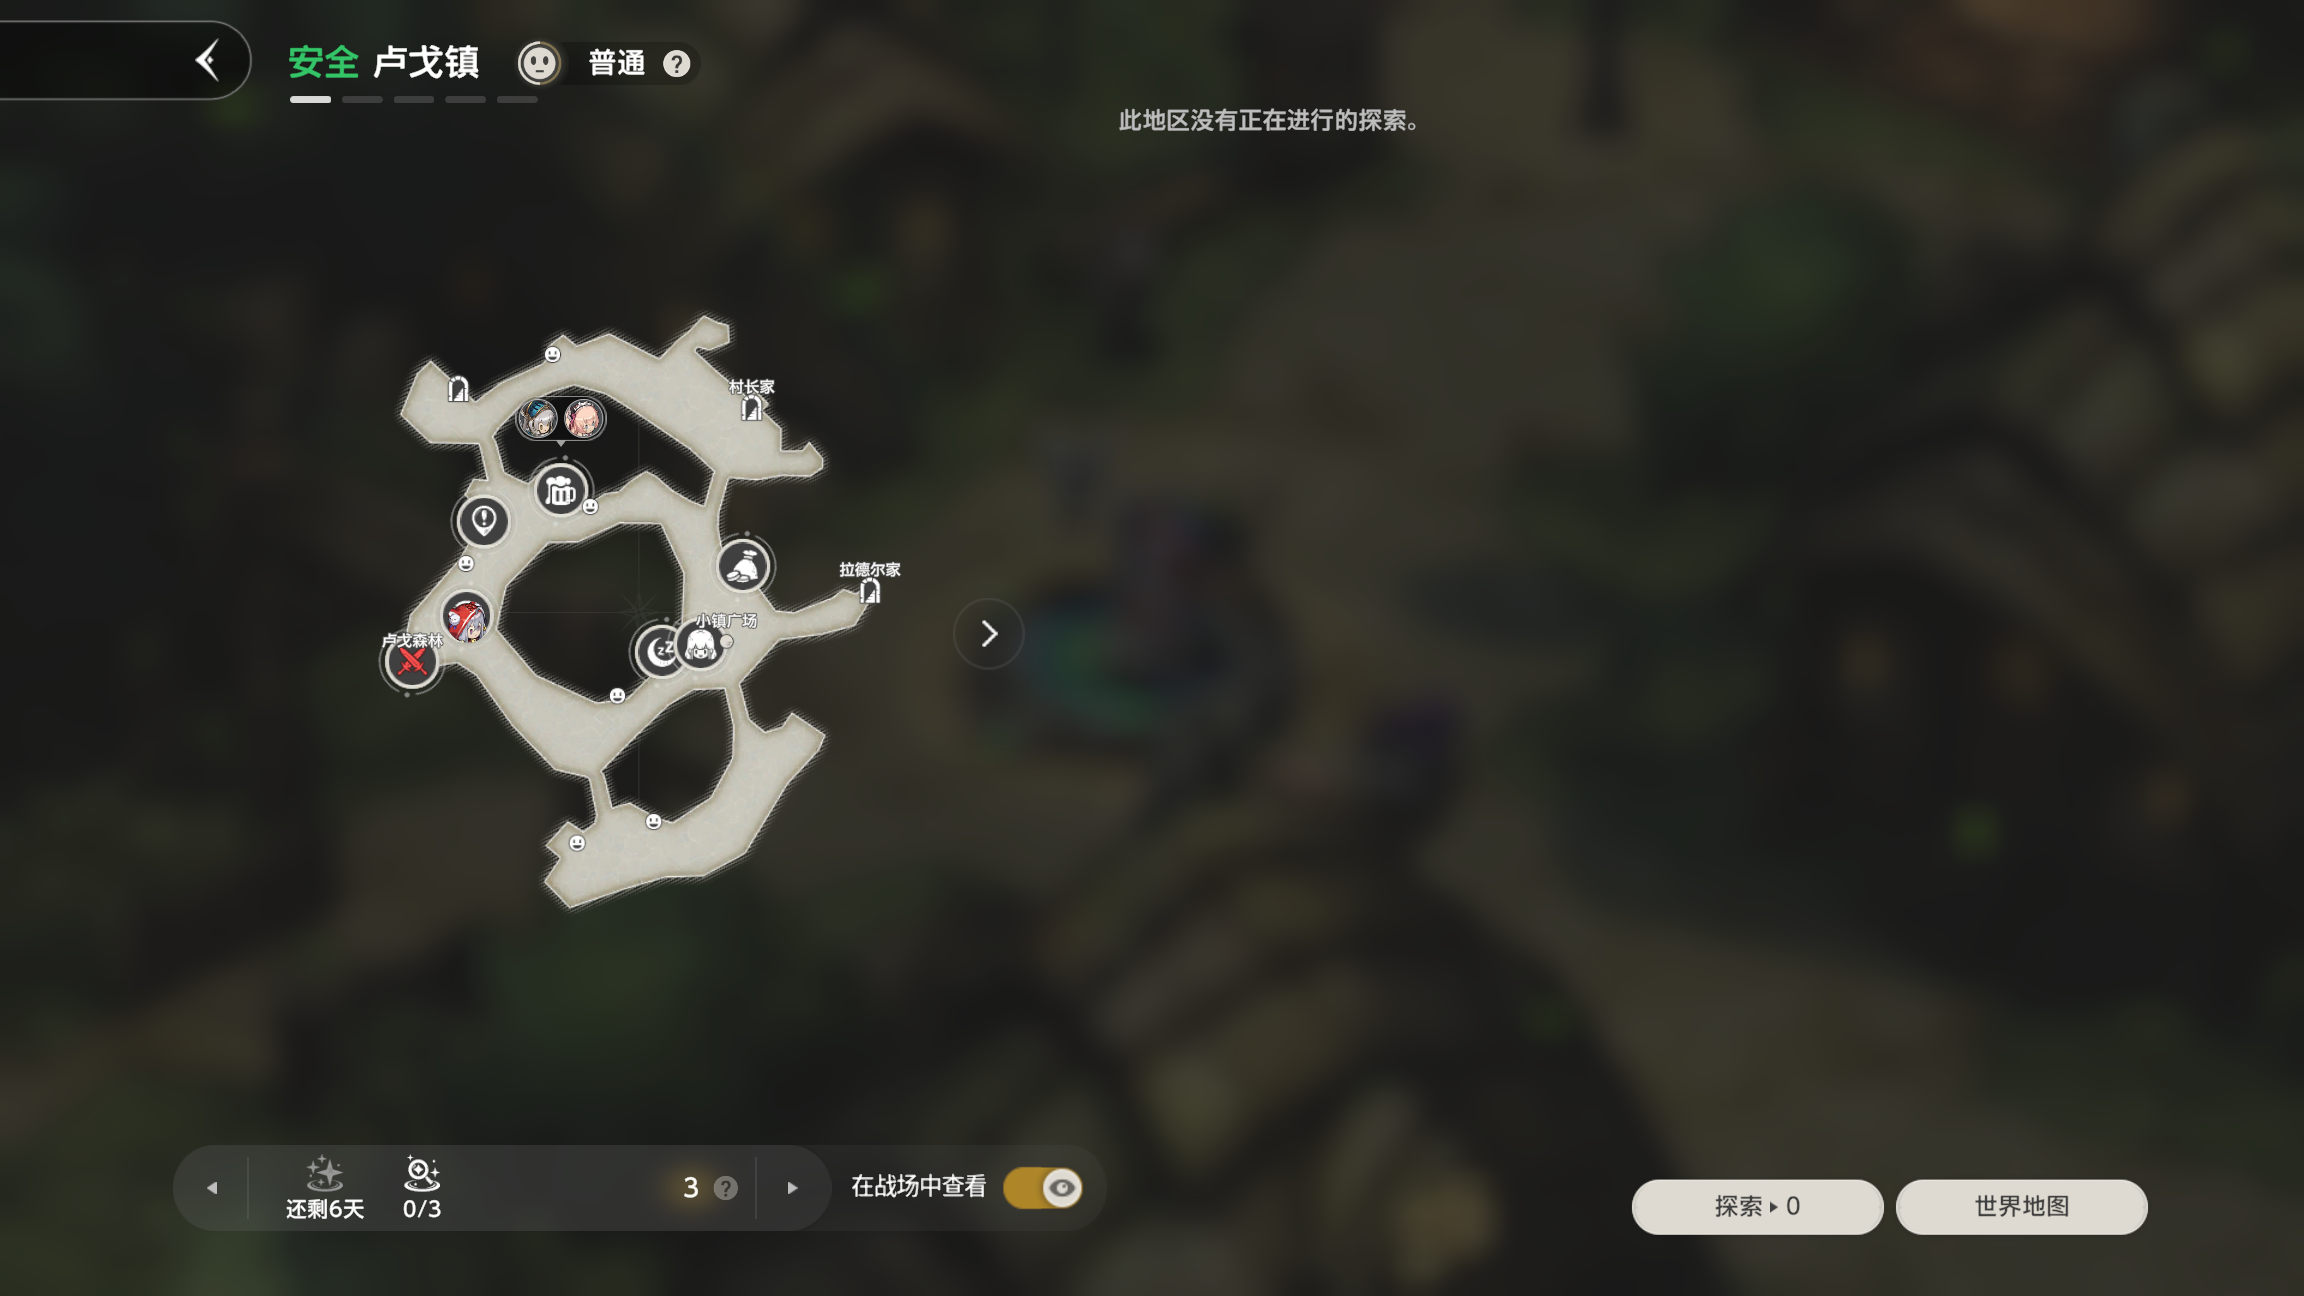 安全 卢戈镇 普通 ?
此地区没有正在进行的探索。
村长家
拉德尔家
小镇广场
卢戈森林
还剩6天
0/3
3 ?
在战场中查看
探索 ▸ 0
世界地图